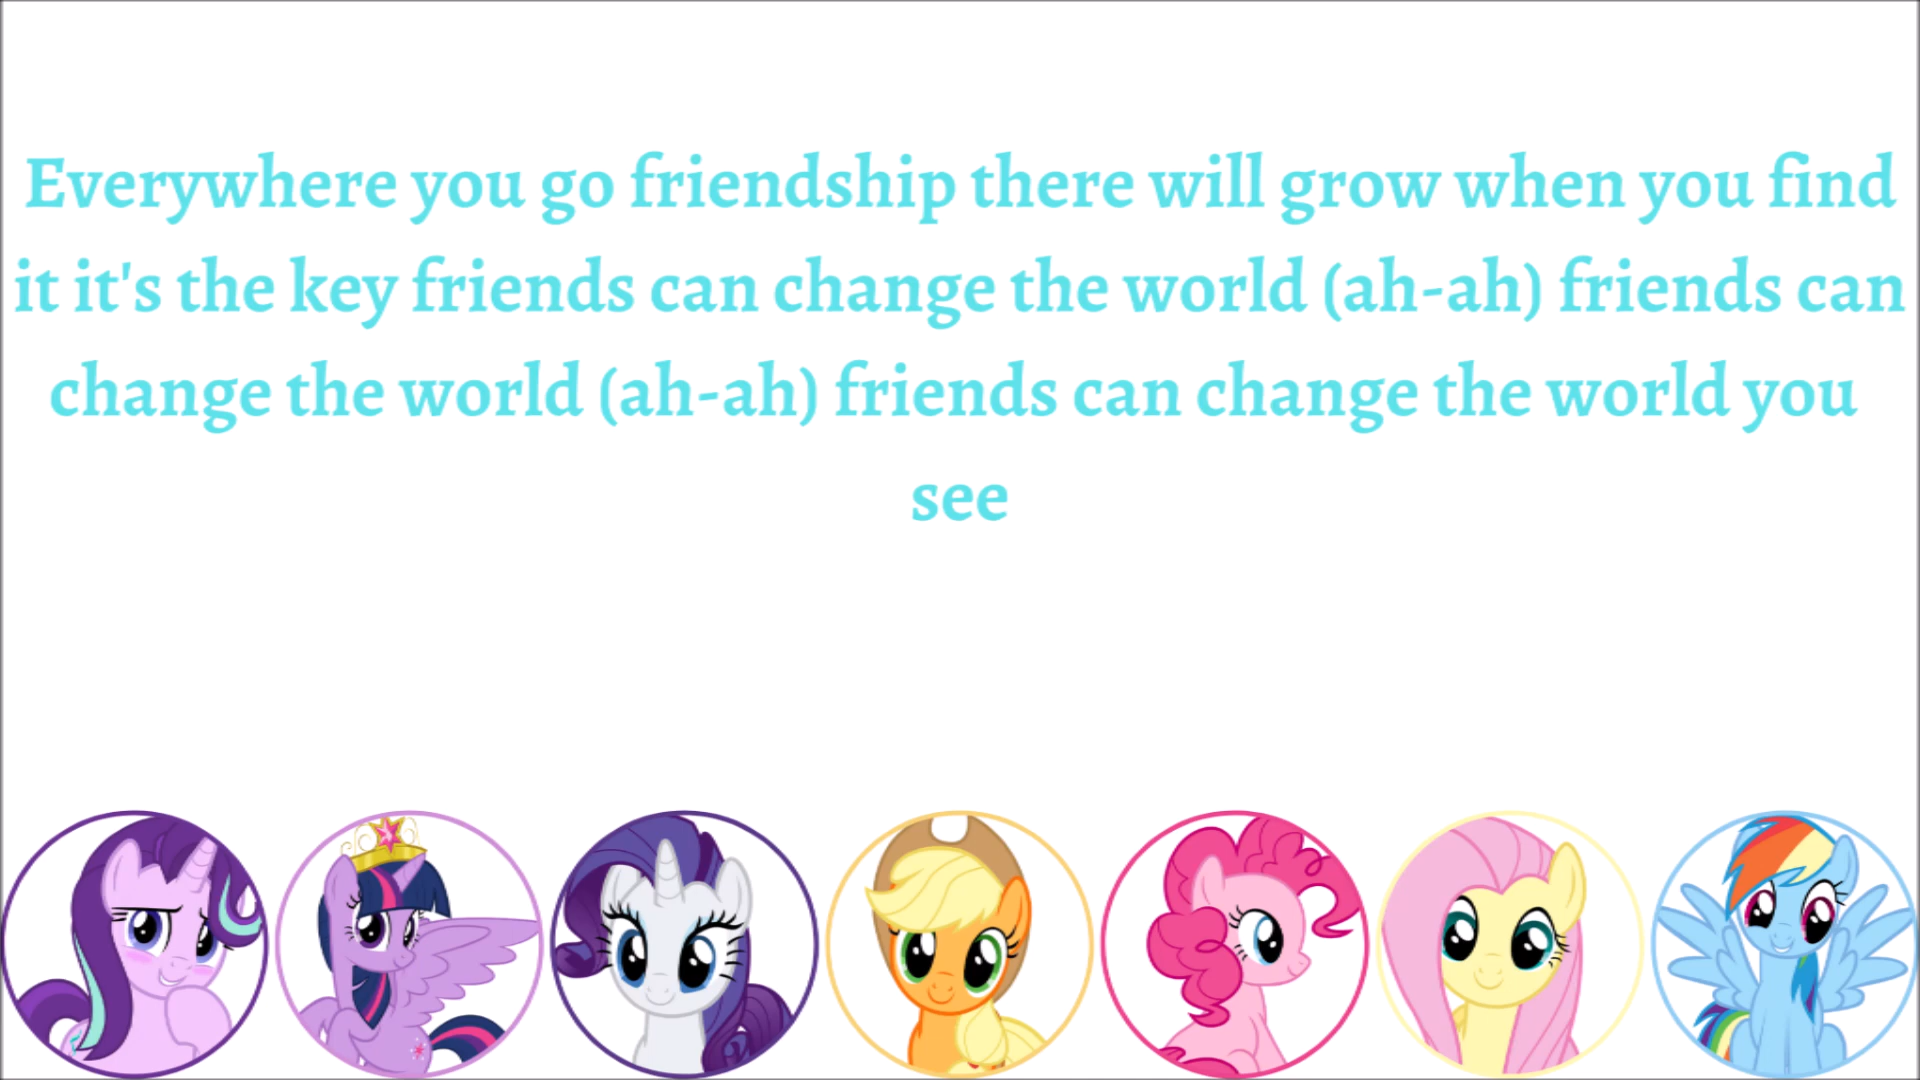 Everywhere you go friendship there will grow when you find
it it's the key friends can change the world (ah-ah) friends can
change the world (ah-ah) friends can change the world you
see